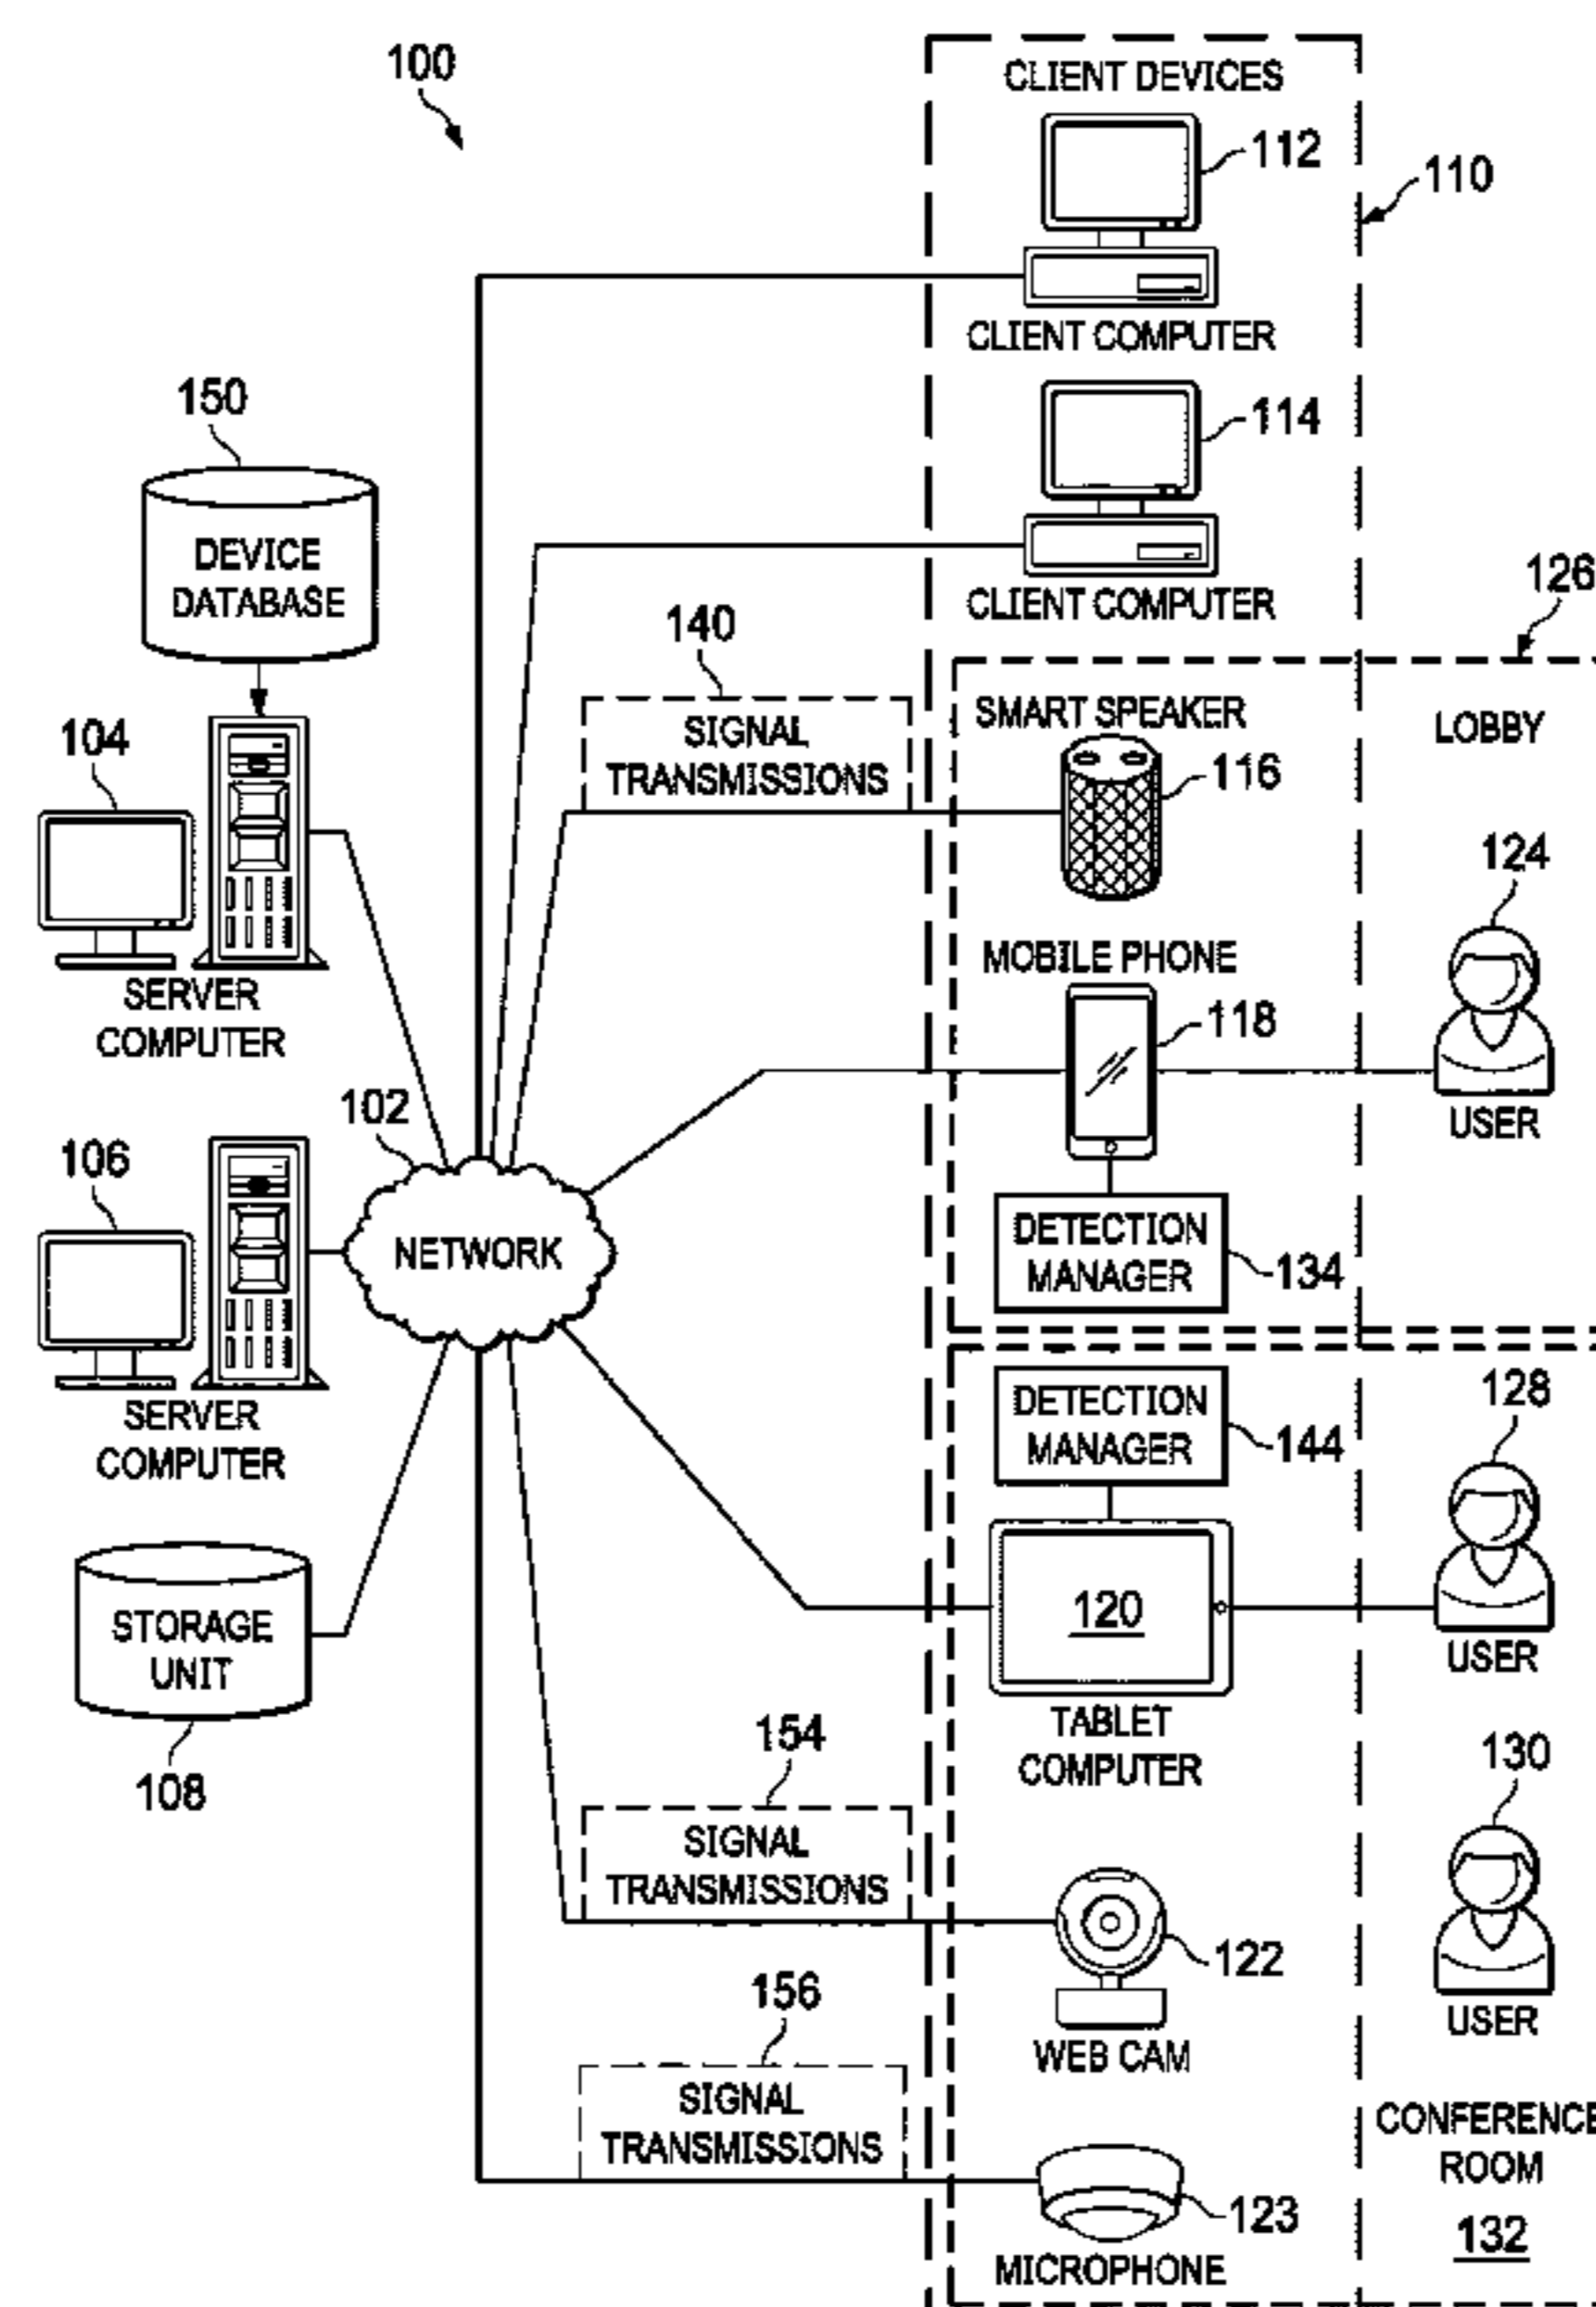 100
CLIENT DEVICES
112
110
CLIENT COMPUTER
150
114
DEVICE
DATABASE
CLIENT COMPUTER
126
140
SIGNAL
TRANSMISSIONS
SMART SPEAKER
LOBBY
104
116
124
SERVER
COMPUTER
MOBILE PHONE
118
USER
102
106
NETWORK
DETECTION
MANAGER
134
SERVER
COMPUTER
DETECTION
MANAGER
144
128
STORAGE
UNIT
120
USER
108
TABLET
COMPUTER
154
130
SIGNAL
TRANSMISSIONS
122
WEB CAM
USER
156
SIGNAL
TRANSMISSIONS
CONFERENCE
ROOM
123
132
MICROPHONE